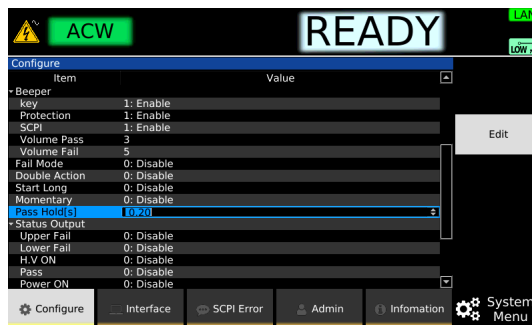 ACW
READY
LAN
LOW
Configure
Item Value
Beeper
key 1: Enable
Protection 1: Enable
SCPI 1: Enable
Volume Pass 3
Volume Fail 5
Fail Mode 0: Disable
Double Action 0: Disable
Start Long 0: Disable
Momentary 0: Disable
Pass Hold[s] 0.20
Status Output
Upper Fail 0: Disable
Lower Fail 0: Disable
H.V ON 0: Disable
Pass 0: Disable
Power ON 0: Disable
Edit
Configure Interface SCPI Error Admin Infomation
System
Menu